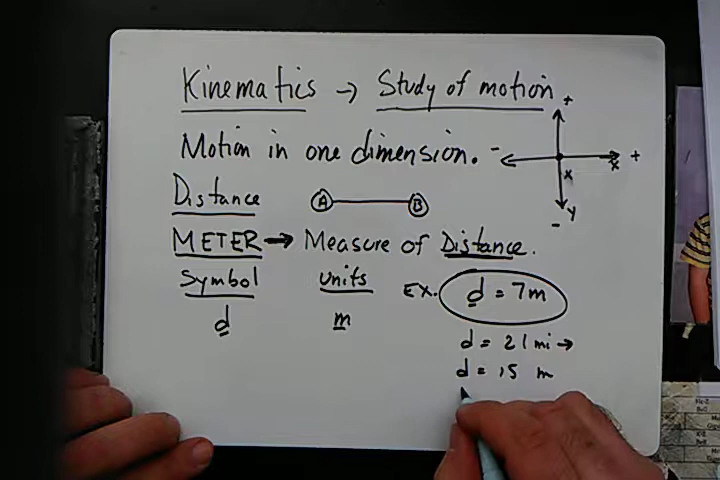 Kinematics → Study of motion
Motion in one dimension.
+
-
+
x
x
y
-
Distance A B
METER → Measure of Distance.
Symbol units EX. d = 7m
d m
d = 21 mi →
d = 15 m